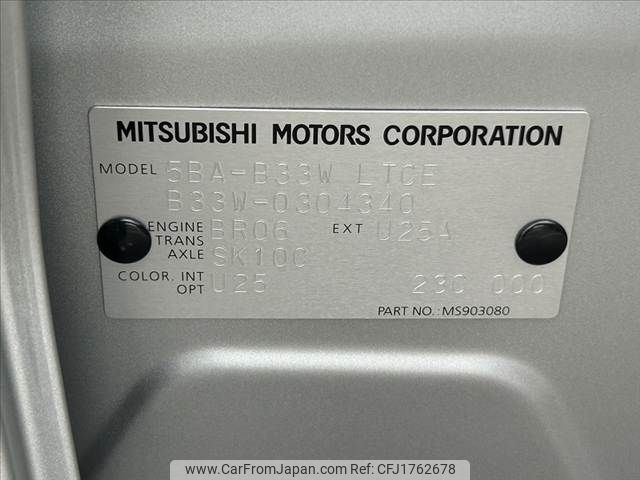 MITSUBISHI MOTORS CORPORATION
MODEL 5BA-B33W LTCE
B33W-0304340
ENGINE BR06 EXT U25A
TRANS
AXLE SK10C
COLOR, INT U25 23C 000
OPT
PART NO.: MS903080
www.CarFromJapan.com - CFJ1762678